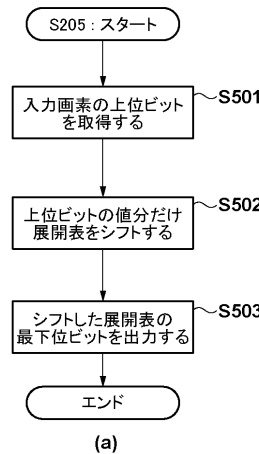 S205 : スタート
S501
入力画素の上位ビット
を取得する
S502
上位ビットの値分だけ
展開表をシフトする
S503
シフトした展開表の
最下位ビットを出力する
エンド
(a)